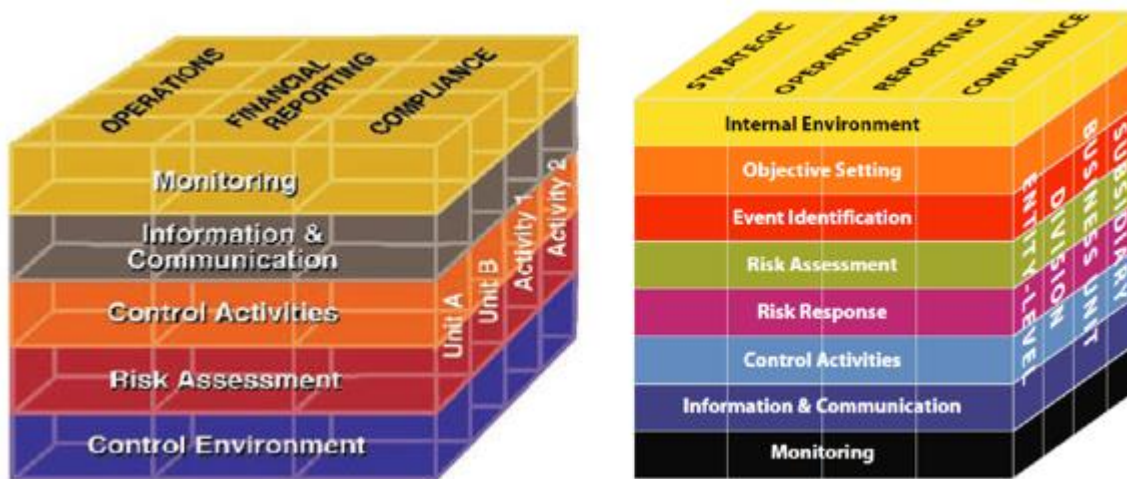 OPERATIONS
FINANCIAL
REPORTING
COMPLIANCE
Monitoring
Information &
Communication
Control Activities
Risk Assessment
Control Environment
Unit A
Unit B
Activity 1
Activity 2
STRATEGIC
OPERATIONS
REPORTING
COMPLIANCE
Internal Environment
Objective Setting
Event Identification
Risk Assessment
Risk Response
Control Activities
Information & Communication
Monitoring
ENTITY-LEVEL
DIVISION
BUSINESS UNIT
SUBSIDIARY